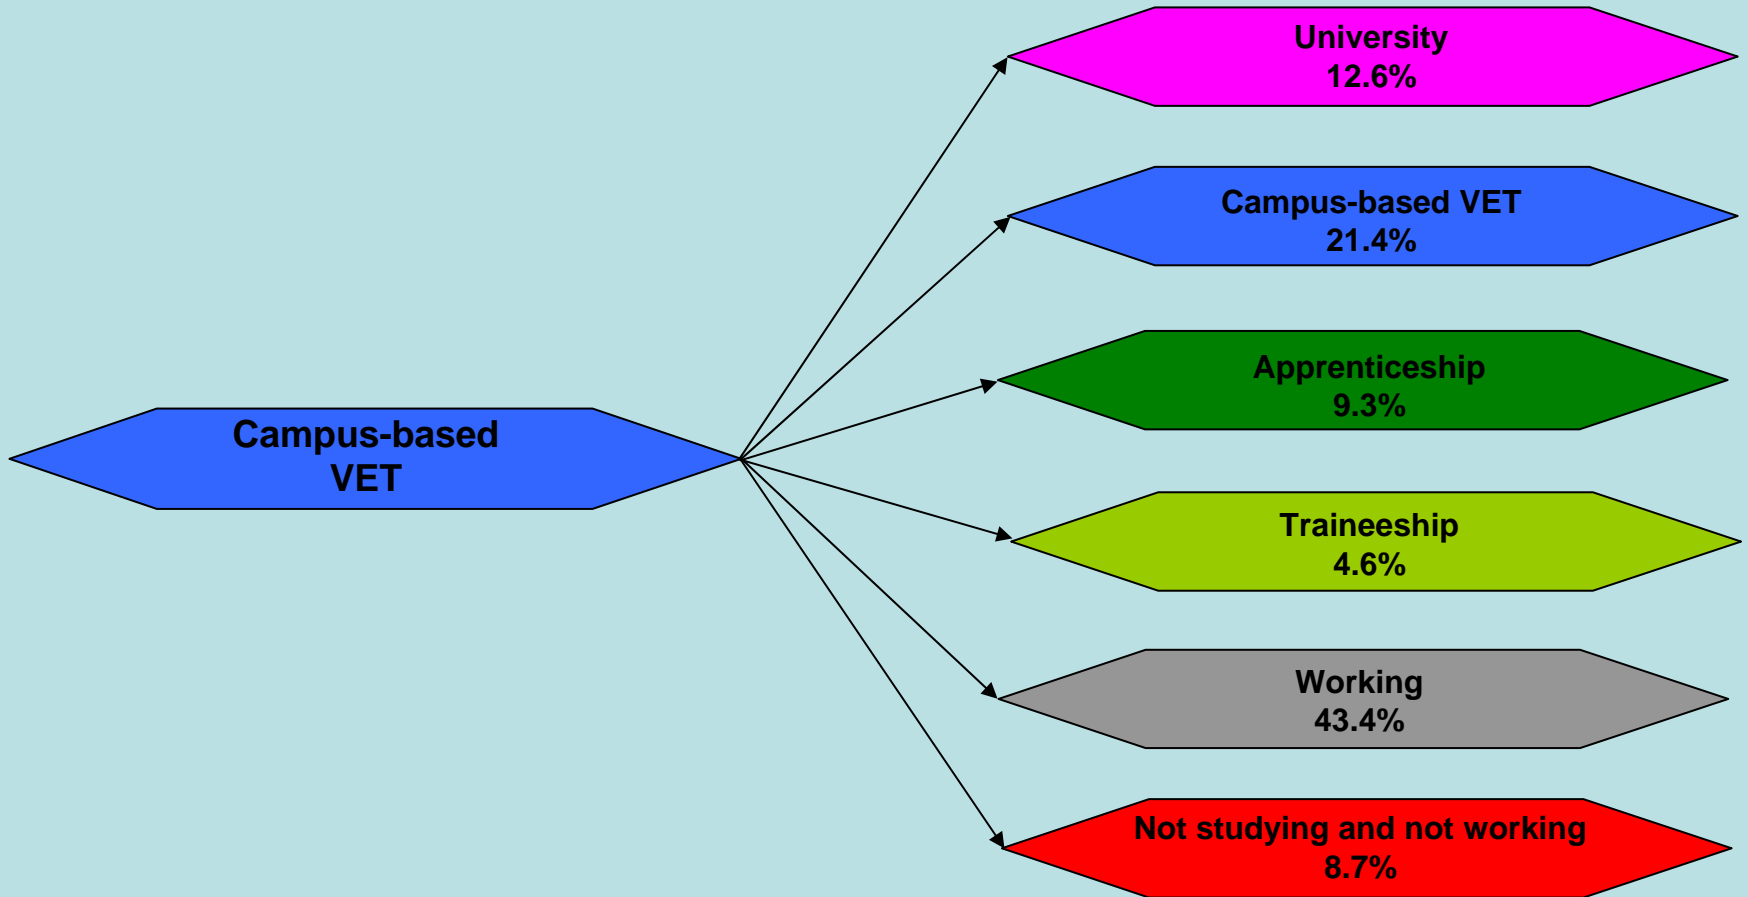 University
12.6%
Campus-based VET
21.4%
Apprenticeship
9.3%
Campus-based
VET
Traineeship
4.6%
Working
43.4%
Not studying and not working
8.7%